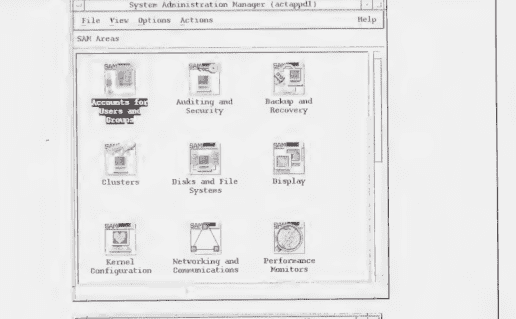 System Administration Manager (actappd1)
File View Options Actions Help
SAM Areas
Accounts for
Users and
Groups
Auditing and
Security
Backup and
Recovery
Clusters
Disks and File
Systems
Display
Kernel
Configuration
Networking and
Communications
Performance
Monitors